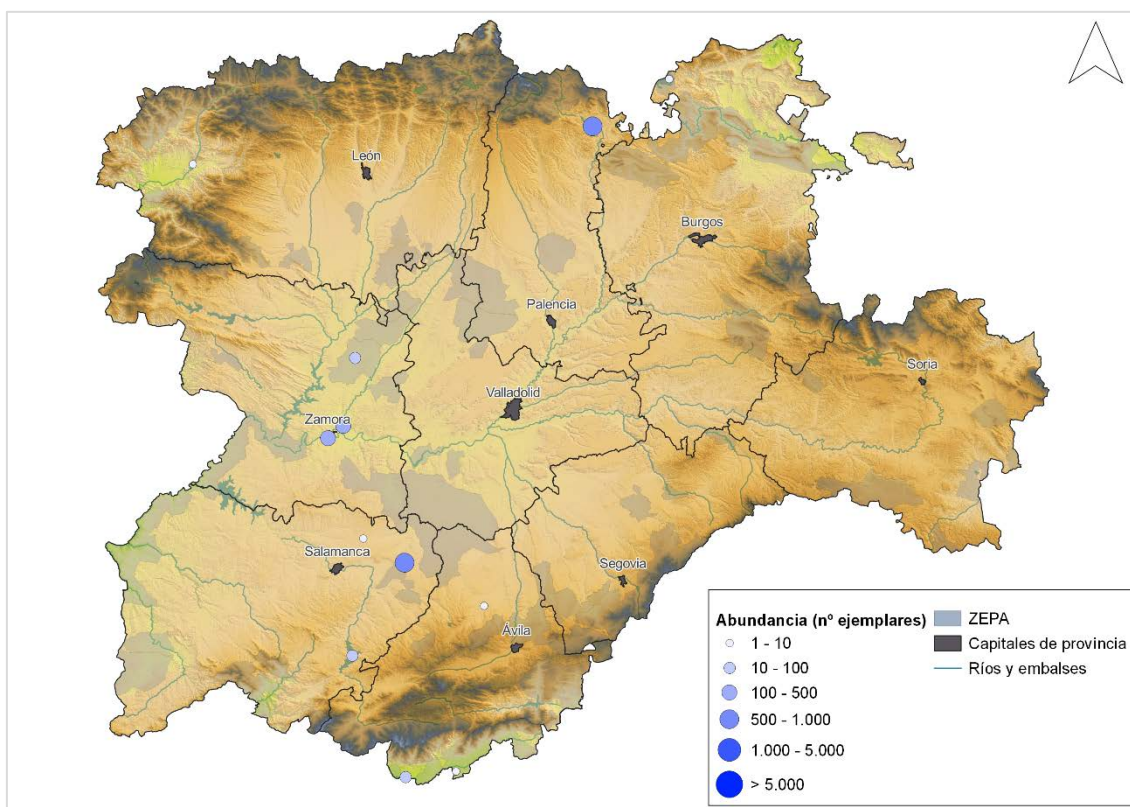 León
Burgos
Palencia
Soria
Valladolid
Zamora
Salamanca
Segovia
Ávila
Abundancia (nº ejemplares)
1 - 10
10 - 100
100 - 500
500 - 1.000
1.000 - 5.000
> 5.000
ZEPA
Capitales de provincia
Ríos y embalses